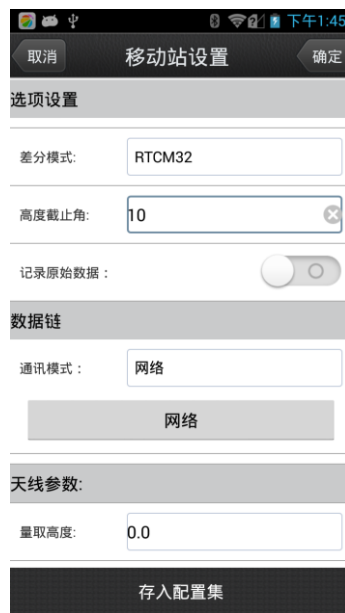 下午1:45
取消
移动站设置
确定
选项设置
差分模式:
RTCM32
高度截止角:
10
记录原始数据：
数据链
通讯模式：
网络
网络
天线参数:
量取高度:
0.0
存入配置集